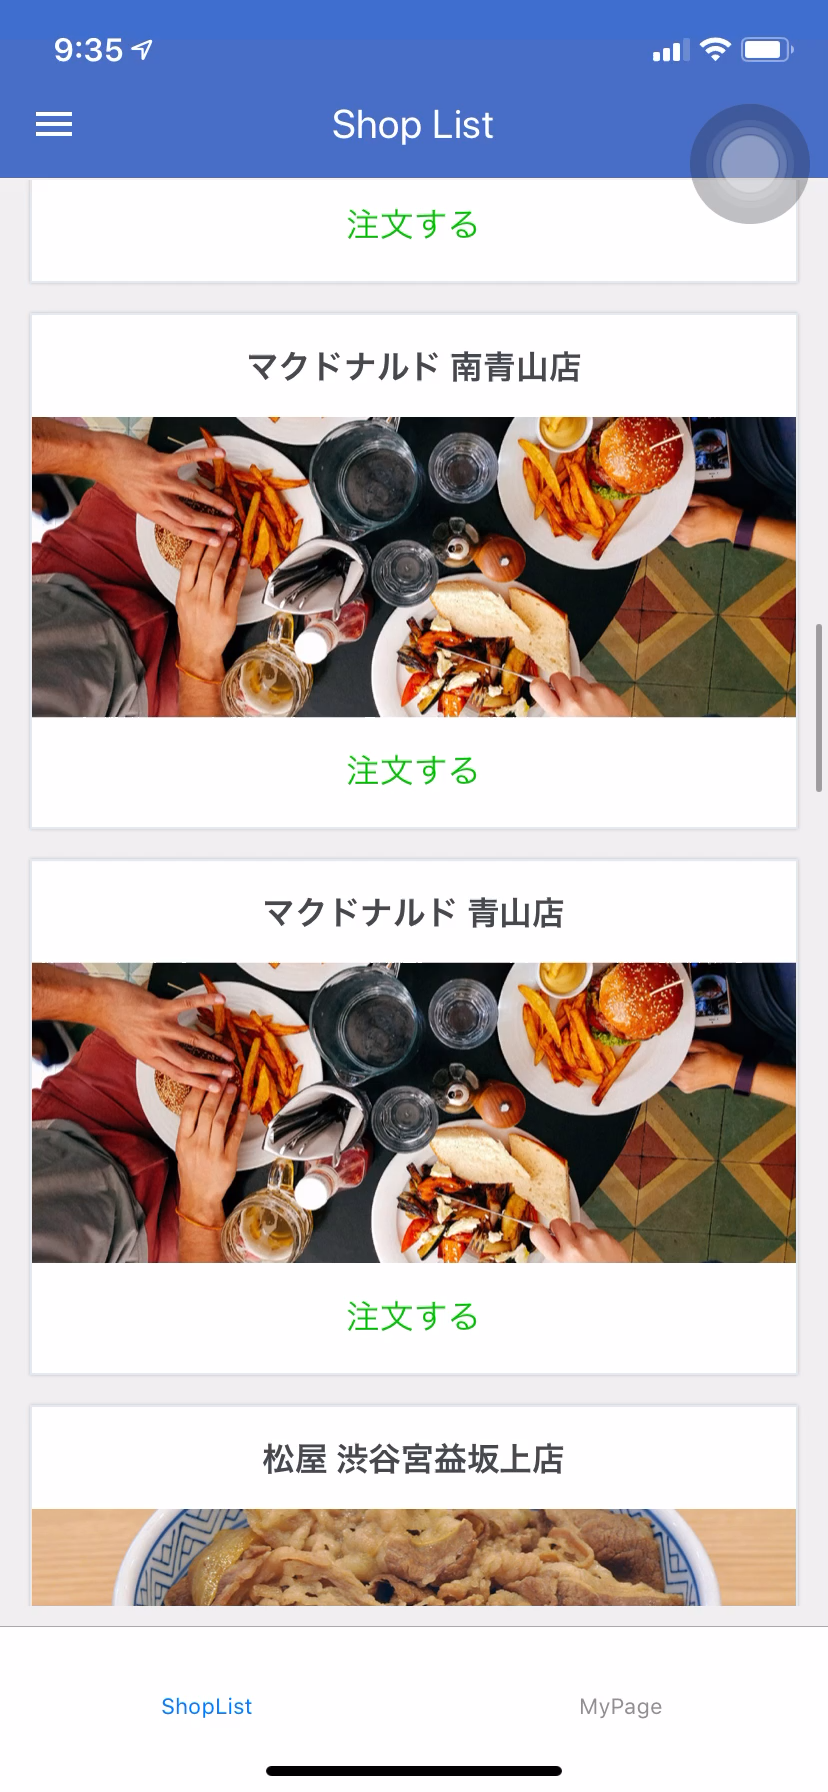 9:35
Shop List
注文する
マクドナルド 南青山店
注文する
マクドナルド 青山店
注文する
松屋 渋谷宮益坂上店
ShopList
MyPage